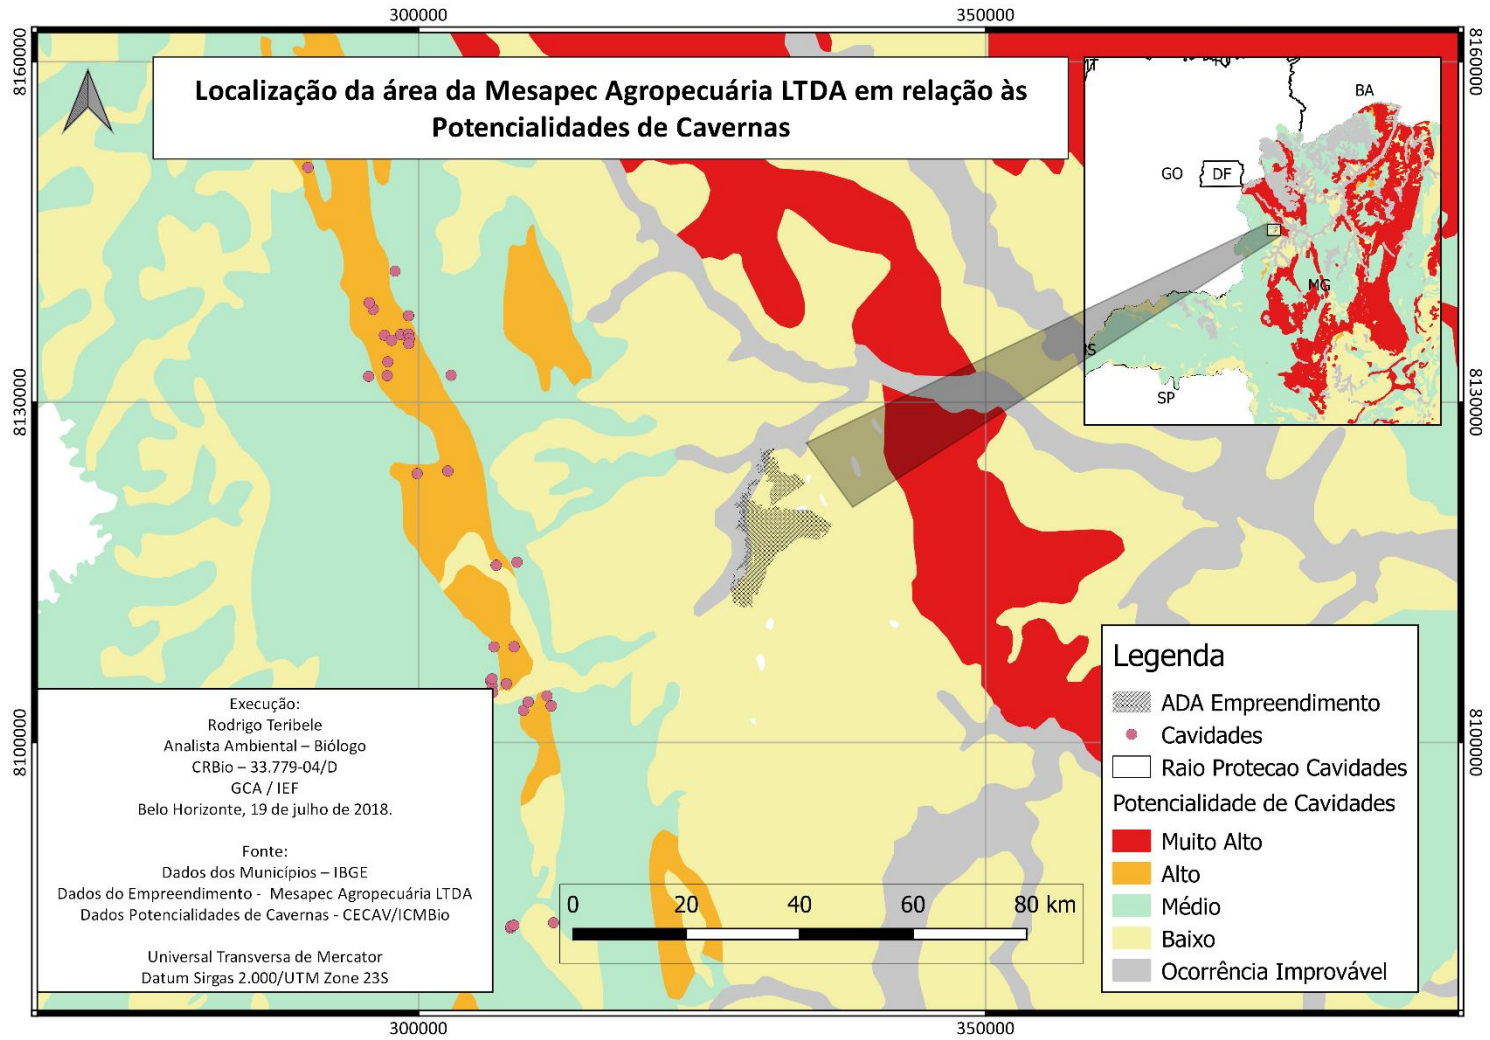 300000
350000
8160000
8160000
Localização da área da Mesapec Agropecuária LTDA em relação às
Potencialidades de Cavernas
BA
GO
DF
MG
SP
8130000
8130000
Legenda
ADA Empreendimento
Cavidades
Raio Protecao Cavidades
Potencialidade de Cavidades
Muito Alto
Alto
Médio
Baixo
Ocorrência Improvável
8100000
8100000
Execução:
Rodrigo Teribele
Analista Ambiental – Biólogo
CRBio – 33.779-04/D
GCA / IEF
Belo Horizonte, 19 de julho de 2018.
Fonte:
Dados dos Municípios – IBGE
Dados do Empreendimento - Mesapec Agropecuária LTDA
Dados Potencialidades de Cavernas - CECAV/ICMBio
Universal Transversa de Mercator
Datum Sirgas 2.000/UTM Zone 23S
0 20 40 60 80 km
300000
350000